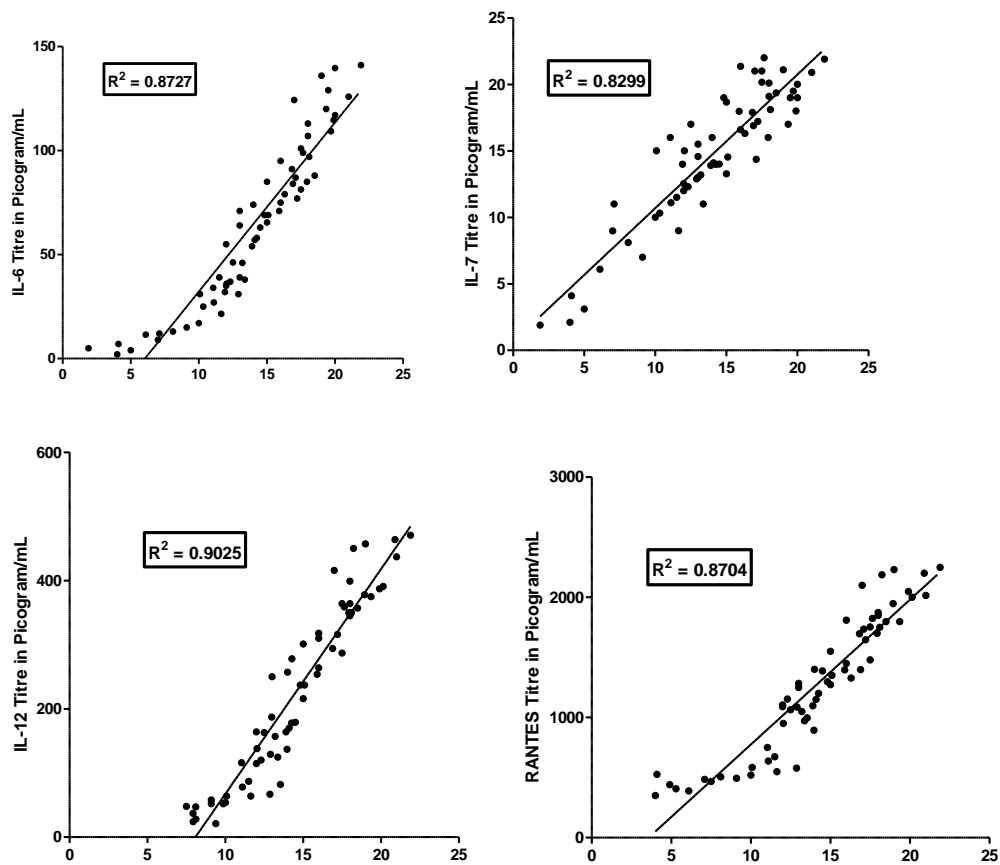 IL-6 Titre in Picogram/mL
R² = 0.8727
150
100
50
0
0 5 10 15 20 25
IL-7 Titre in Picogram/mL
R² = 0.8299
25
20
15
10
5
0
0 5 10 15 20 25
IL-12 Titre in Picogram/mL
R² = 0.9025
600
400
200
0
0 5 10 15 20 25
RANTES Titre in Picogram/mL
R² = 0.8704
3000
2000
1000
0
0 5 10 15 20 25